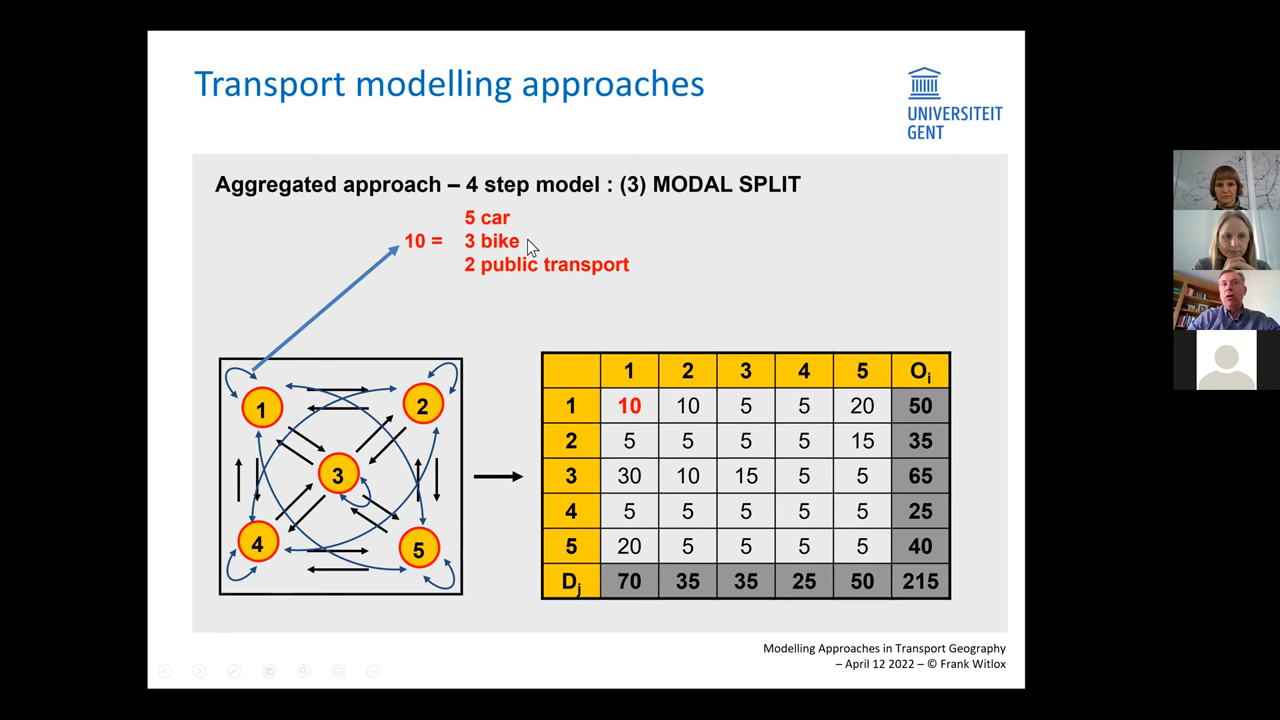 Transport modelling approaches
UNIVERSITEIT
GENT
Aggregated approach – 4 step model : (3) MODAL SPLIT
5 car
10 = 3 bike
2 public transport
1 2 3 4 5
1 2 3 4 5 Oi
1 10 10 5 5 20 50
2 5 5 5 5 15 35
3 30 10 15 5 5 65
4 5 5 5 5 5 25
5 20 5 5 5 5 40
Dj 70 35 35 25 50 215
Modelling Approaches in Transport Geography
– April 12 2022 – © Frank Witlox